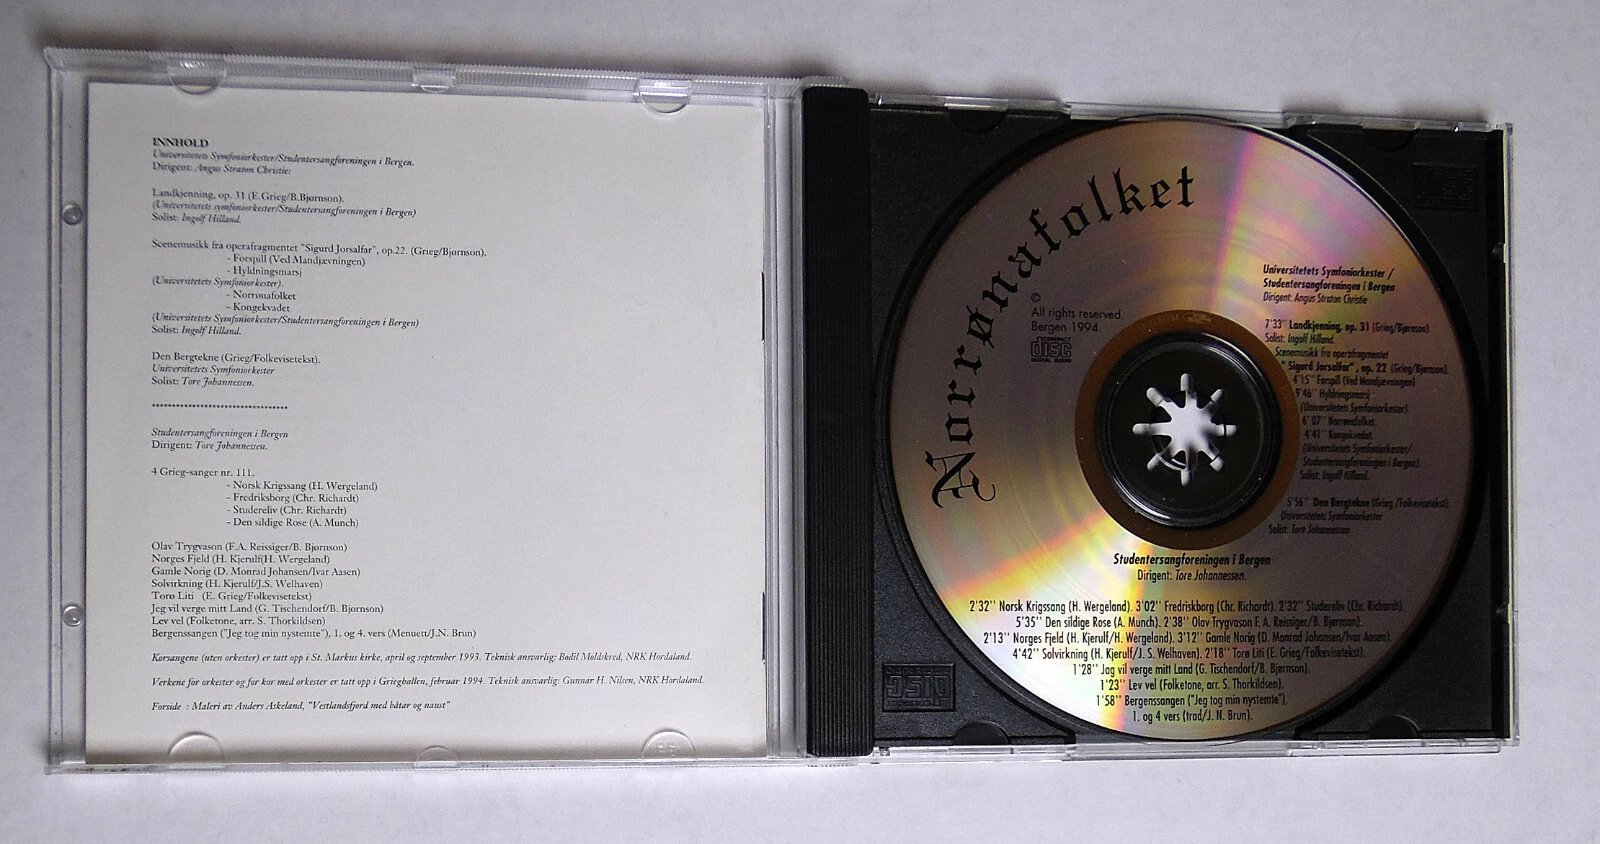 INNHOLD
Universitetets Symfoniorkester/Studentersangforeningen i Bergen.
Dirigent: Angus Straton Christie:
Landkjenning, op. 31 (E.Grieg/B.Bjørnson).
(Universitetets symfoniorkester/Studentersangforeningen i Bergen)
Solist: Ingolf Hilland.
Scenemusikk fra operafragmentet "Sigurd Jorsalfar", op.22. (Grieg/Bjørnson).
- Forspill (Ved Mandjævningen)
- Hyldningsmarsj
(Universitetets Symfoniorkester).
- Norrønafolket
- Kongekvadet
(Universitetets Symfoniorkester/Studentersangforeningen i Bergen)
Solist: Ingolf Hilland.
Den Bergtekne (Grieg/Folkevisetekst).
Universitetets Symfoniorkester
Solist: Tore Johannessen.
**********************************
Studentersangforeningen i Bergen
Dirigent: Tore Johannessen.
4 Grieg-sanger nr. 111.
- Norsk Krigssang (H. Wergeland)
- Fredriksborg (Chr. Richardt)
- Studereliv (Chr. Richardt)
- Den sildige Rose (A. Munch)
Olav Trygvason (F.A. Reissiger/B. Bjørnson)
Norges Fjeld (H. Kjerulf(H. Wergeland)
Gamle Norig (D. Monrad Johansen/Ivar Aasen)
Solvirkning (H. Kjerulf/J.S. Welhaven)
Torø Liti (E. Grieg/Folkevisetekst)
Jeg vil verge mitt Land (G. Tischendorf/B. Bjørnson)
Lev vel (Folketone, arr. S. Thorkildsen)
Bergenssangen ("Jeg tog min nystemte"), 1. og 4. vers (Menuett/J.N. Brun)
Korsangene (uten orkester) er tatt opp i St. Markus kirke, april og september 1993. Teknisk ansvarlig: Bodil Moldskred, NRK Hordaland.
Verkene for orkester og for kor med orkester er tatt opp i Grieghallen, februar 1994. Teknisk ansvarlig: Gunnar H. Nilsen, NRK Hordaland.
Forside : Maleri av Anders Askeland, "Vestlandsfjord med båtar og naust"
Norrønafolket
©
All rights reserved.
Bergen 1994.
COMPACT
disc
DIGITAL AUDIO
Universitetets Symfoniorkester /
Studentersangforeningen i Bergen
Dirigent: Angus Straton Christie
7'33'' Landkjenning, op. 31 (Grieg/Bjørnson).
Solist: Ingolf Hilland.
Scenemusikk fra operafragmentet
" Sigurd Jorsalfar" , op. 22 (Grieg/Bjørnson).
4'15'' Forspill (Ved Mandjævningen)
9'46'' Hyldningsmarsj
(Universitetets Symfoniorkester).
6'07'' Norrønafolket.
4'41'' Kongekvadet.
(Universitetets Symfoniorkester/
Studentersangforeningen i Bergen).
Solist: Ingolf Hilland.
5'56'' Den Bergtekne (Grieg /Folkevisetekst).
Universitetets Symfoniorkester
Solist: Tore Johannessen
Studentersangforeningen i Bergen
Dirigent: Tore Johannessen.
2'32'' Norsk Krigssang (H. Wergeland). 3'02'' Fredriskborg (Chr. Richardt). 2'32'' Studereliv (Chr. Richardt).
5'35'' Den sildige Rose (A. Munch). 2'38'' Olav Trygvason F. A. Reissiger/B. Bjørnson).
2'13'' Norges Fjeld (H. Kjerulf/H. Wergeland). 3'12'' Gamle Norig (D. Monrad Johansen/Ivar Aasen).
4'42'' Solvirkning (H. Kjerulf/J. S. Welhaven). 2'18'' Torø Liti (E. Grieg/Folkevisetekst).
1'28'' Jag vil verge mitt Land (G. Tischendorf/B. Bjørnson).
1'23'' Lev vel (Folketone, arr. S. Thorkildsen).
1'58'' Bergenssangen ("Jeg tog min nystemte"),
1. og 4 vers (trad/J. N. Brun).